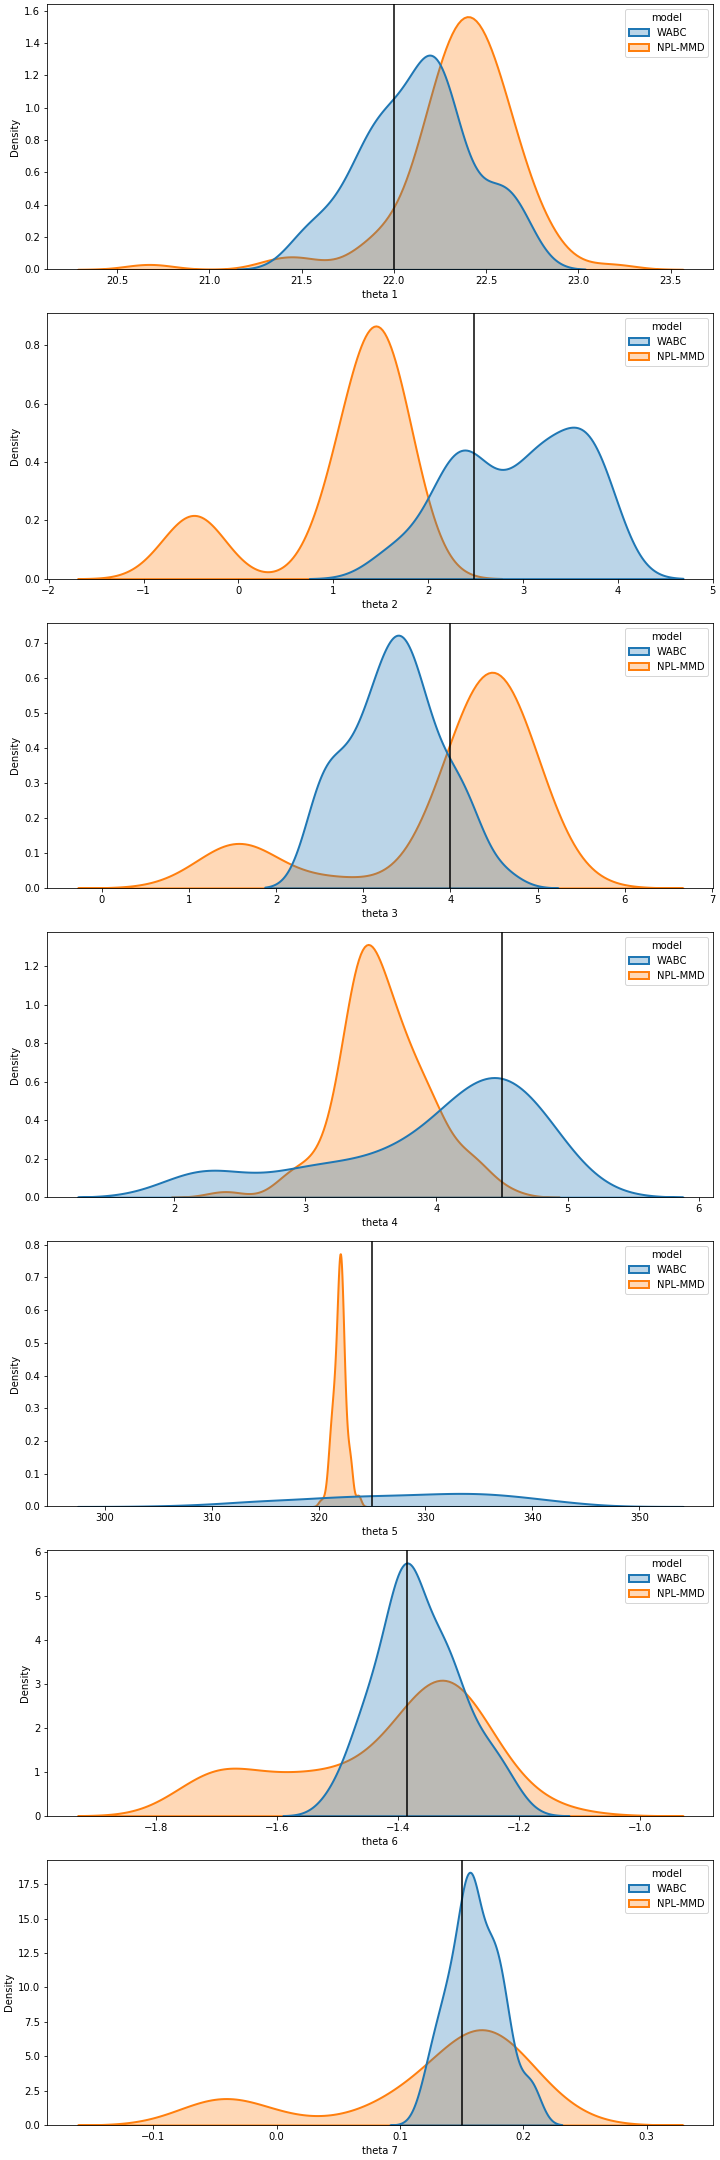 model
WABC
NPL-MMD
1.6
1.4
1.2
1.0
0.8
0.6
0.4
0.2
0.0
Density
20.5 21.0 21.5 22.0 22.5 23.0 23.5
theta 1
model
WABC
NPL-MMD
0.8
0.6
0.4
0.2
0.0
Density
−2 −1 0 1 2 3 4 5
theta 2
model
WABC
NPL-MMD
0.7
0.6
0.5
0.4
0.3
0.2
0.1
0.0
Density
0 1 2 3 4 5 6 7
theta 3
model
WABC
NPL-MMD
1.2
1.0
0.8
0.6
0.4
0.2
0.0
Density
2 3 4 5 6
theta 4
model
WABC
NPL-MMD
0.8
0.7
0.6
0.5
0.4
0.3
0.2
0.1
0.0
Density
300 310 320 330 340 350
theta 5
model
WABC
NPL-MMD
6
5
4
3
2
1
0
Density
−1.8 −1.6 −1.4 −1.2 −1.0
theta 6
model
WABC
NPL-MMD
17.5
15.0
12.5
10.0
7.5
5.0
2.5
0.0
Density
−0.1 0.0 0.1 0.2 0.3
theta 7